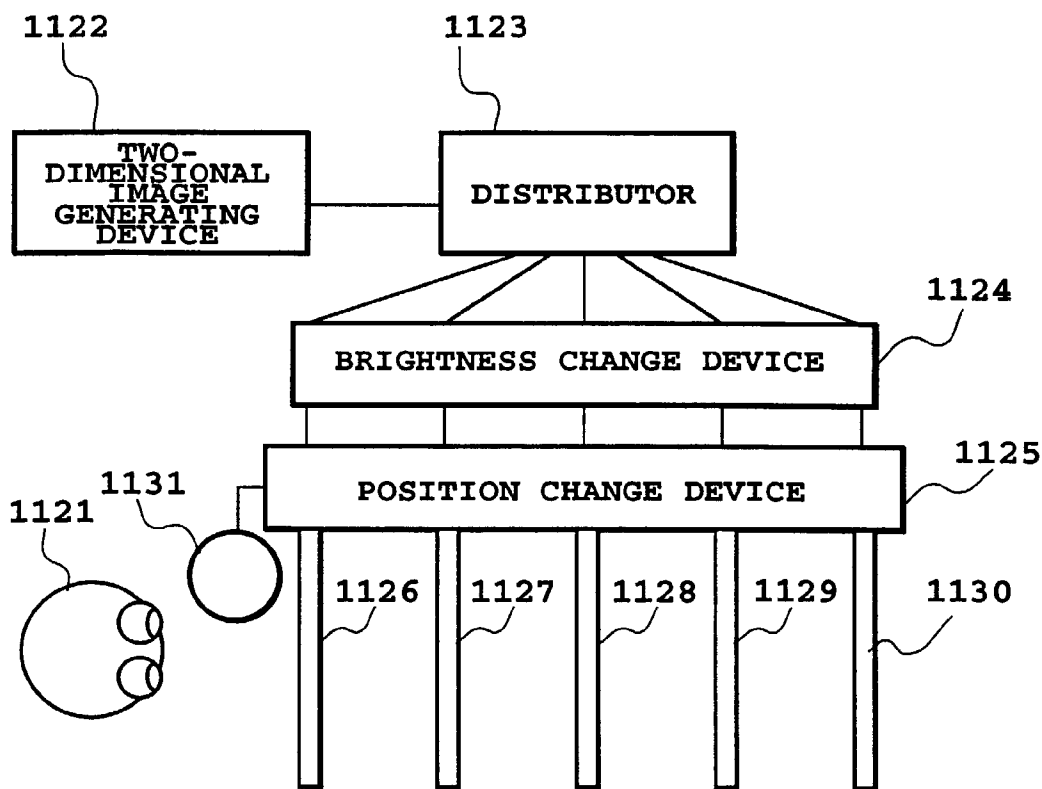 1122
1123
TWO-
DIMENSIONAL
IMAGE
GENERATING
DEVICE
DISTRIBUTOR
1124
BRIGHTNESS CHANGE DEVICE
1125
POSITION CHANGE DEVICE
1131
1121
1126
1127
1128
1129
1130